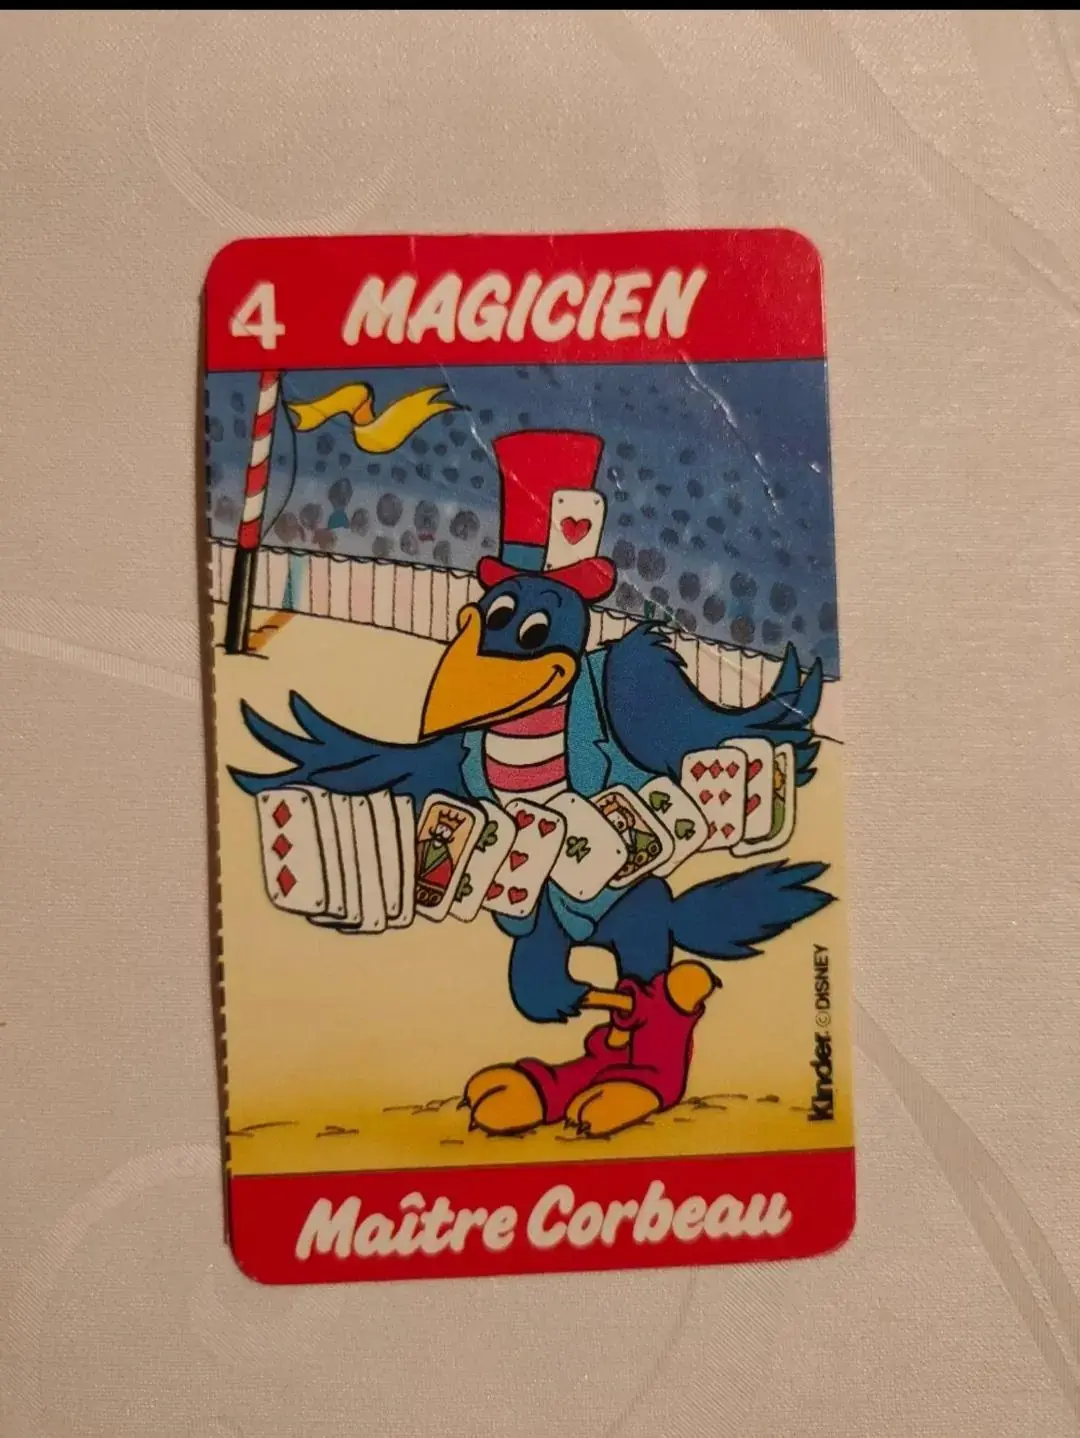 4 MAGICIEN
Kinder © DISNEY
Maître Corbeau